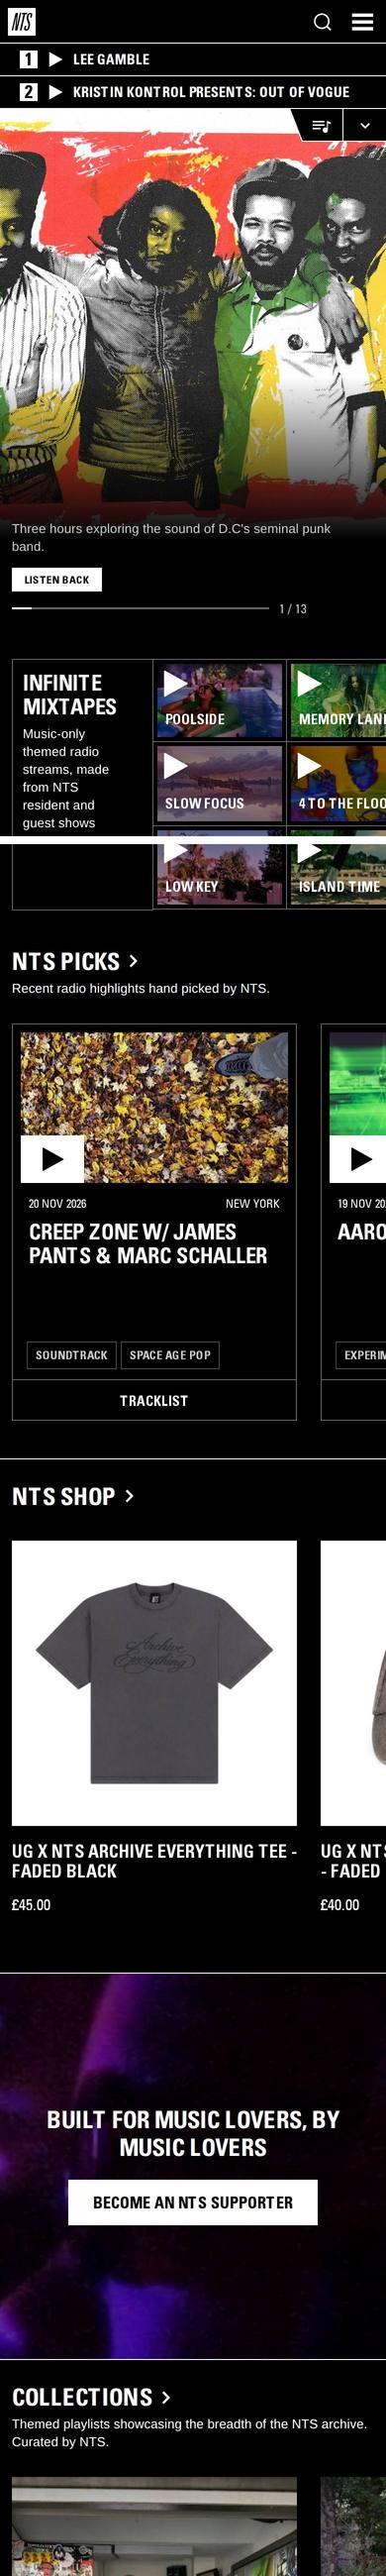 NTS
1 LEE GAMBLE
2 KRISTIN KONTROL PRESENTS: OUT OF VOGUE
Three hours exploring the sound of D.C's seminal punk
band.
LISTEN BACK
1 / 13
INFINITE
MIXTAPES
Music-only
themed radio
streams, made
from NTS
resident and
guest shows
POOLSIDE
MEMORY LAN
SLOW FOCUS
4 TO THE FLOO
LOW KEY
ISLAND TIME
NTS PICKS
Recent radio highlights hand picked by NTS.
20 NOV 2026
NEW YORK
CREEP ZONE W/ JAMES
PANTS & MARC SCHALLER
SOUNDTRACK
SPACE AGE POP
TRACKLIST
19 NOV 20
AARO
EXPERIM
NTS SHOP
Archive
Everything
UG X NTS ARCHIVE EVERYTHING TEE -
FADED BLACK
£45.00
UG X NTS
- FADED
£40.00
BUILT FOR MUSIC LOVERS, BY
MUSIC LOVERS
BECOME AN NTS SUPPORTER
COLLECTIONS
Themed playlists showcasing the breadth of the NTS archive.
Curated by NTS.